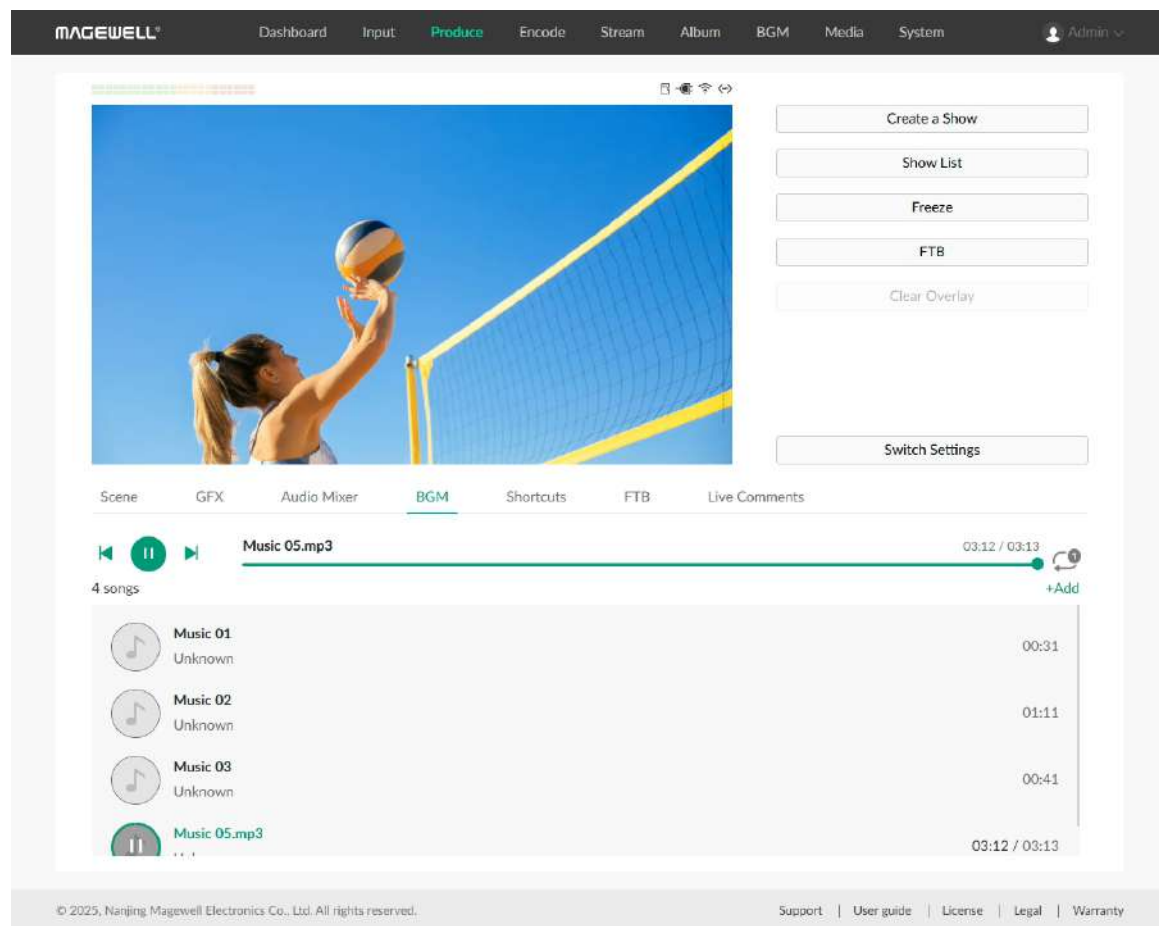 MAGEWELL®
Dashboard Input Produce Encode Stream Album BGM Media System Admin
Create a Show
Show List
Freeze
FTB
Clear Overlay
Switch Settings
Scene GFX Audio Mixer BGM Shortcuts FTB Live Comments
Music 05.mp3 03:12 / 03:13
1
4 songs +Add
Music 01
Unknown 00:31
Music 02
Unknown 01:11
Music 03
Unknown 00:41
Music 05.mp3
03:12 / 03:13
© 2025, Nanjing Magewell Electronics Co., Ltd. All rights reserved. Support | User guide | License | Legal | Warranty